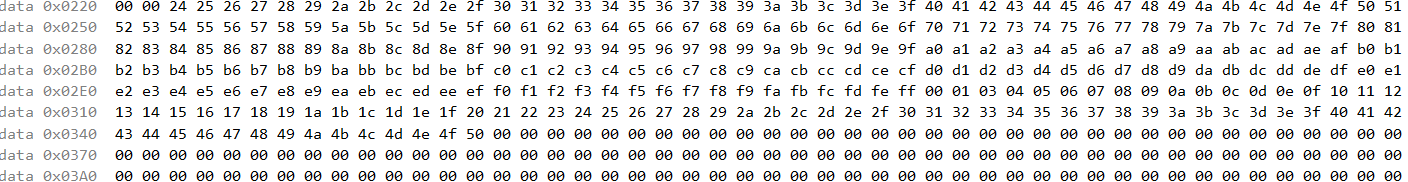 data 0x0220 00 00 24 25 26 27 28 29 2a 2b 2c 2d 2e 2f 30 31 32 33 34 35 36 37 38 39 3a 3b 3c 3d 3e 3f 40 41 42 43 44 45 46 47 48 49 4a 4b 4c 4d 4e 4f 50 51
data 0x0250 52 53 54 55 56 57 58 59 5a 5b 5c 5d 5e 5f 60 61 62 63 64 65 66 67 68 69 6a 6b 6c 6d 6e 6f 70 71 72 73 74 75 76 77 78 79 7a 7b 7c 7d 7e 7f 80 81
data 0x0280 82 83 84 85 86 87 88 89 8a 8b 8c 8d 8e 8f 90 91 92 93 94 95 96 97 98 99 9a 9b 9c 9d 9e 9f a0 a1 a2 a3 a4 a5 a6 a7 a8 a9 aa ab ac ad ae af b0 b1
data 0x02B0 b2 b3 b4 b5 b6 b7 b8 b9 ba bb bc bd be bf c0 c1 c2 c3 c4 c5 c6 c7 c8 c9 ca cb cc cd ce cf d0 d1 d2 d3 d4 d5 d6 d7 d8 d9 da db dc dd de df e0 e1
data 0x02E0 e2 e3 e4 e5 e6 e7 e8 e9 ea eb ec ed ee ef f0 f1 f2 f3 f4 f5 f6 f7 f8 f9 fa fb fc fd fe ff 00 01 03 04 05 06 07 08 09 0a 0b 0c 0d 0e 0f 10 11 12
data 0x0310 13 14 15 16 17 18 19 1a 1b 1c 1d 1e 1f 20 21 22 23 24 25 26 27 28 29 2a 2b 2c 2d 2e 2f 30 31 32 33 34 35 36 37 38 39 3a 3b 3c 3d 3e 3f 40 41 42
data 0x0340 43 44 45 46 47 48 49 4a 4b 4c 4d 4e 4f 50 00 00 00 00 00 00 00 00 00 00 00 00 00 00 00 00 00 00 00 00 00 00 00 00 00 00 00 00 00 00 00 00 00 00
data 0x0370 00 00 00 00 00 00 00 00 00 00 00 00 00 00 00 00 00 00 00 00 00 00 00 00 00 00 00 00 00 00 00 00 00 00 00 00 00 00 00 00 00 00 00 00 00 00 00 00
data 0x03A0 00 00 00 00 00 00 00 00 00 00 00 00 00 00 00 00 00 00 00 00 00 00 00 00 00 00 00 00 00 00 00 00 00 00 00 00 00 00 00 00 00 00 00 00 00 00 00 00